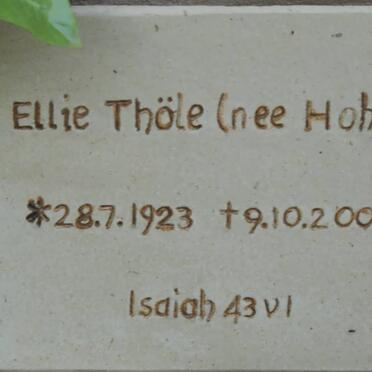 Ellie Thöle (nee Hoh
*28.7.1923 †9.10.200
Isaiah 43 v1